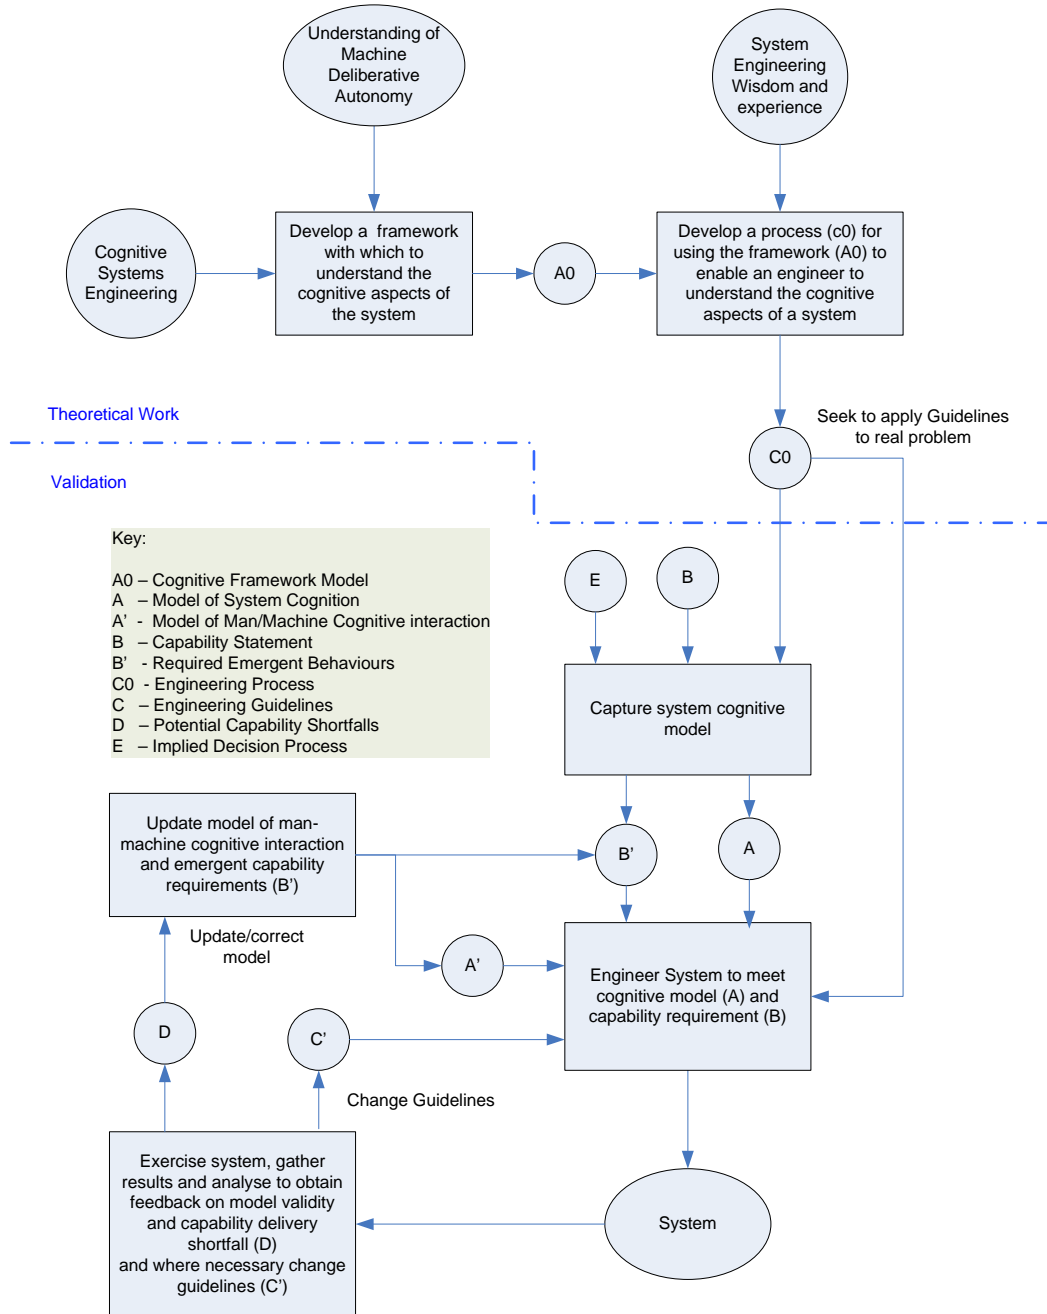 Understanding of
Machine
Deliberative
Autonomy
System
Engineering
Wisdom and
experience
Cognitive
Systems
Engineering
Develop a framework
with which to
understand the
cognitive aspects of
the system
A0
Develop a process (c0) for
using the framework (A0) to
enable an engineer to
understand the cognitive
aspects of a system
Theoretical Work
Seek to apply Guidelines
to real problem
C0
Validation
Key:
A0 – Cognitive Framework Model
A – Model of System Cognition
A' - Model of Man/Machine Cognitive interaction
B – Capability Statement
B' - Required Emergent Behaviours
C0 - Engineering Process
C – Engineering Guidelines
D – Potential Capability Shortfalls
E – Implied Decision Process
E
B
Capture system cognitive
model
Update model of man-
machine cognitive interaction
and emergent capability
requirements (B')
B'
A
Update/correct
model
A'
Engineer System to meet
cognitive model (A) and
capability requirement (B)
D
C'
Change Guidelines
Exercise system, gather
results and analyse to obtain
feedback on model validity
and capability delivery
shortfall (D)
and where necessary change
guidelines (C')
System